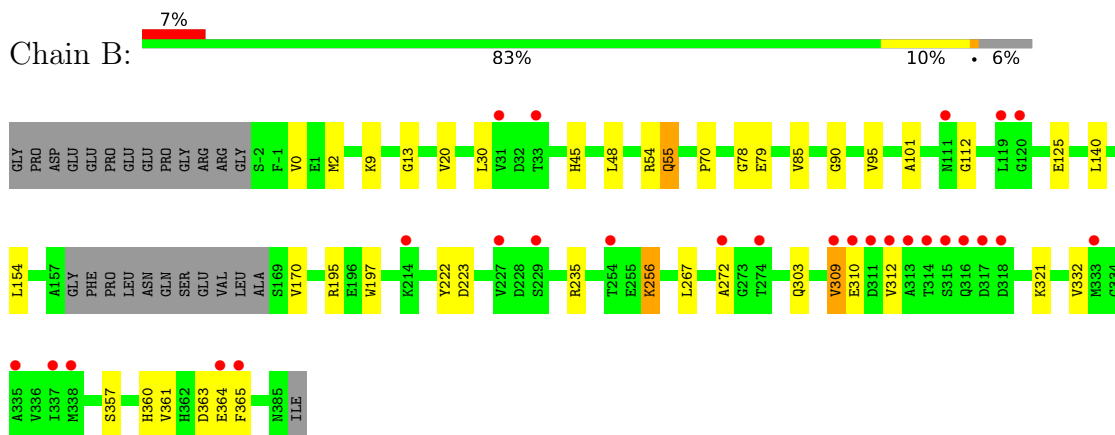 7%
Chain B:
83% 10% • 6%
GLY PRO ASP GLU GLU PRO GLU GLU PRO GLY ARG ARG GLY S-2 F-1 V0 E1 M2 K9 G13 V20 L30 V31 D32 T33 H45 L48 R54 Q55 P70 G78 E79 V85 G90 V95 A101 N111 G112 L119 G120 E125 L140
L154 A157 GLY PHE PRO LEU ASN GLN SER GLU VAL LEU ALA S169 V170 R195 E196 W197 K214 Y222 D223 V227 D228 S229 R235 T254 E255 K256 L267 A272 G273 T274 Q303 V309 E310 D311 V312 A313 T314 S315 Q316 D317 D318 K321 V332 M333 G334
A335 V336 I337 M338 S357 H360 V361 H362 D363 E364 F365 N385 ILE